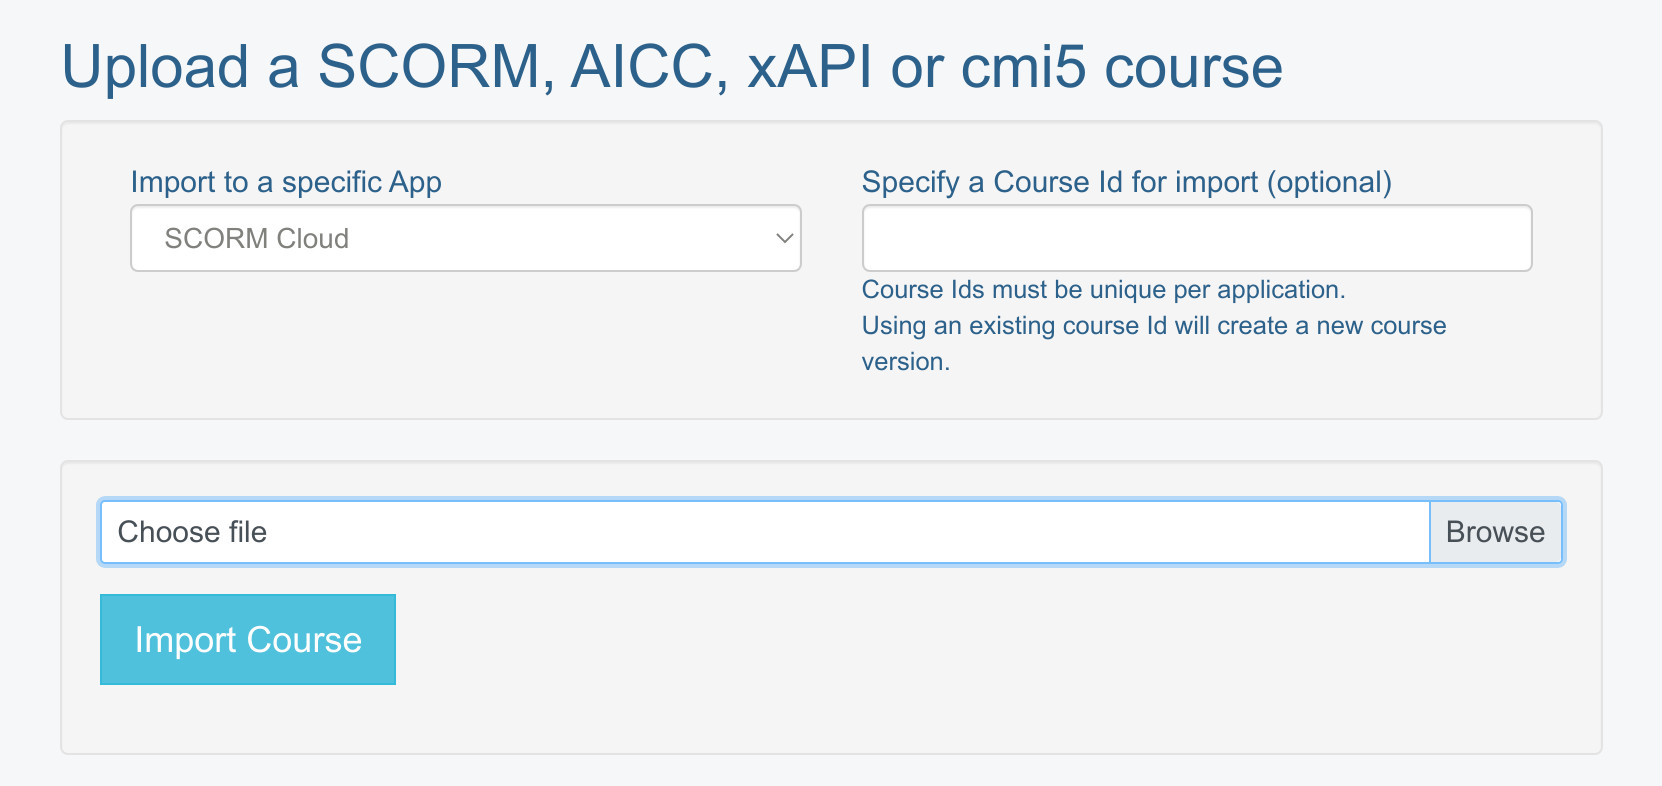 Upload a SCORM, AICC, xAPI or cmi5 course
Import to a specific App
SCORM Cloud
Specify a Course Id for import (optional)
Course Ids must be unique per application.
Using an existing course Id will create a new course
version.
Choose file
Browse
Import Course